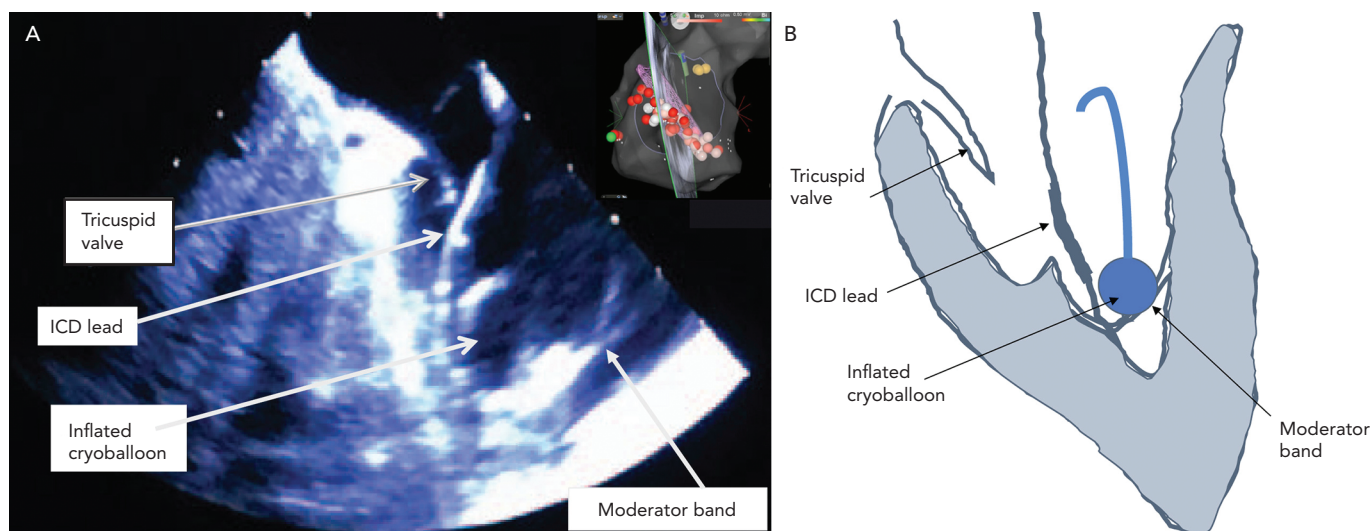 A
Tricuspid
valve
ICD lead
Inflated
cryoballoon
Moderator band
B
Tricuspid
valve
ICD lead
Inflated
cryoballoon
Moderator
band